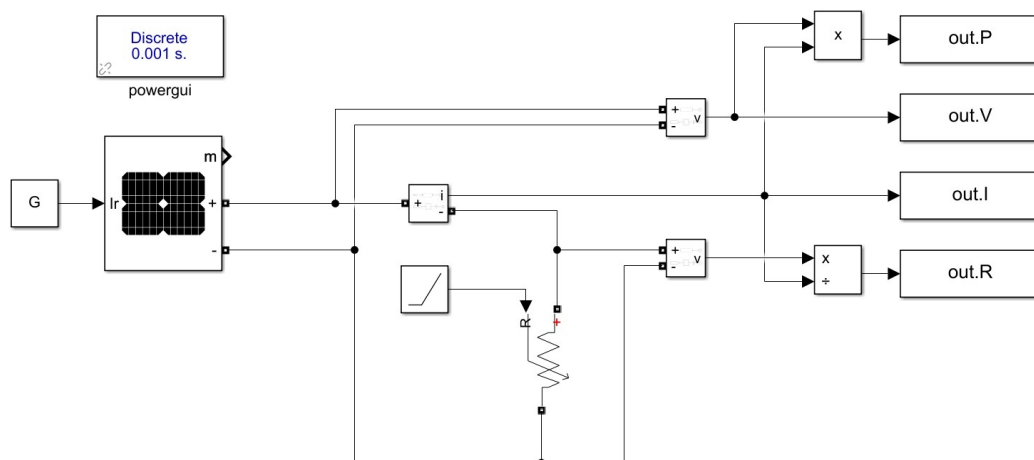 Discrete
0.001 s.
powergui
G
Ir
m
+
-
+
i
-
+
-
v
x
out.P
out.V
out.I
+
-
v
x
÷
out.R
R
+